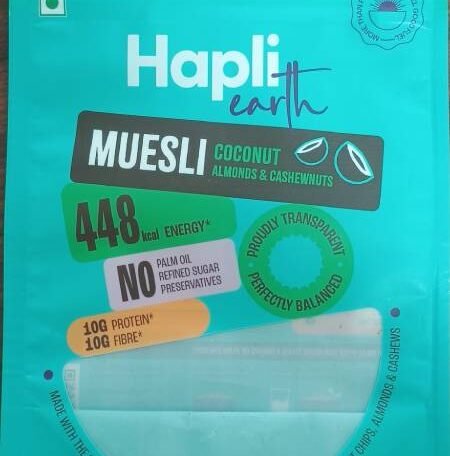 Hapli
earth
MUESLI
COCONUT
ALMONDS & CASHEWNUTS
448 kcal ENERGY*
NO
PALM OIL
REFINED SUGAR
PRESERVATIVES
PROUDLY TRANSPARENT
PERFECTLY BALANCED
10G PROTEIN*
10G FIBRE*
MADE WITH THE
CHIPS, ALMONDS & CASHEWS